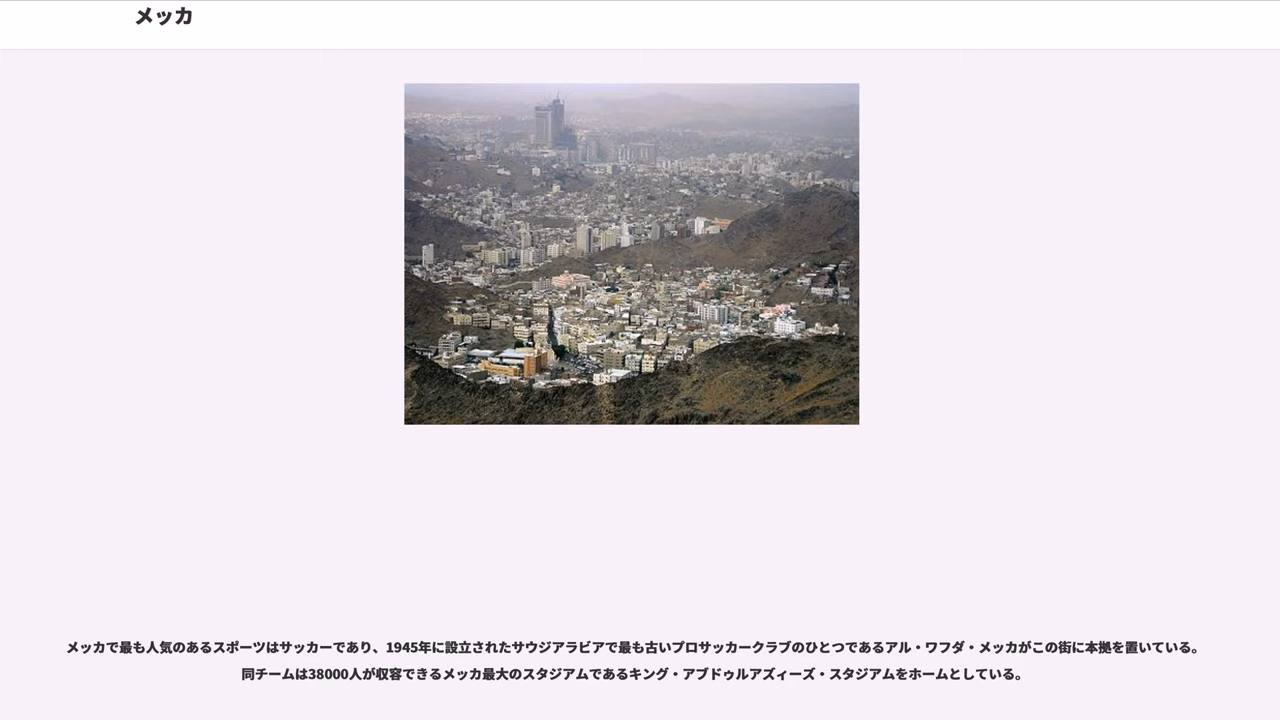 メッカ
メッカで最も人気のあるスポーツはサッカーであり、1945年に設立されたサウジアラビアで最も古いプロサッカークラブのひとつであるアル・ワフダ・メッカがこの街に本拠を置いている。
同チームは38000人が収容できるメッカ最大のスタジアムであるキング・アブドゥルアズィーズ・スタジアムをホームとしている。